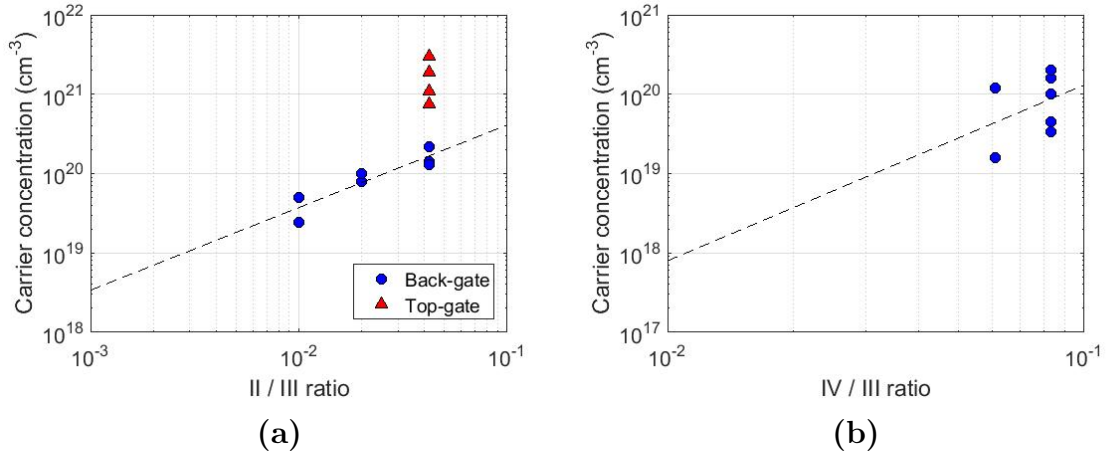 10^22
10^21
10^20
10^19
10^18
Carrier concentration (cm^-3)
10^-3
10^-2
10^-1
II / III ratio
Back-gate
Top-gate
(a)
10^21
10^20
10^19
10^18
10^17
Carrier concentration (cm^-3)
10^-2
10^-1
IV / III ratio
(b)